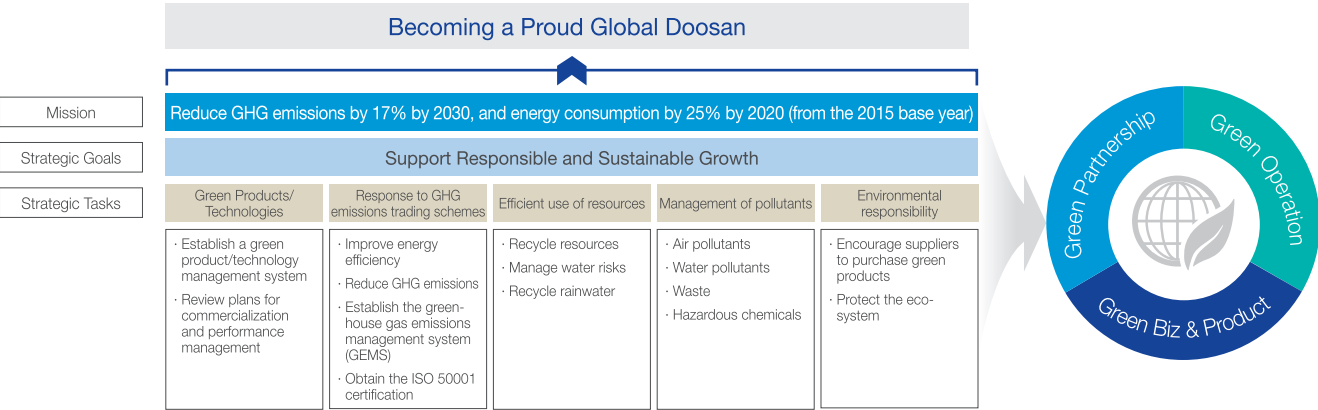 Becoming a Proud Global Doosan
Mission
Reduce GHG emissions by 17% by 2030, and energy consumption by 25% by 2020 (from the 2015 base year)
Strategic Goals
Support Responsible and Sustainable Growth
Strategic Tasks
Green Products/
Technologies
Response to GHG
emissions trading schemes
Efficient use of resources
Management of pollutants
Environmental
responsibility
· Establish a green
product/technology
management system
· Review plans for
commercialization
and performance
management
· Improve energy
efficiency
· Reduce GHG emissions
· Establish the green-
house gas emissions
management system
(GEMS)
· Obtain the ISO 50001
certification
· Recycle resources
· Manage water risks
· Recycle rainwater
· Air pollutants
· Water pollutants
· Waste
· Hazardous chemicals
· Encourage suppliers
to purchase green
products
· Protect the eco-
system
Green Partnership
Green Operation
Green Biz & Product